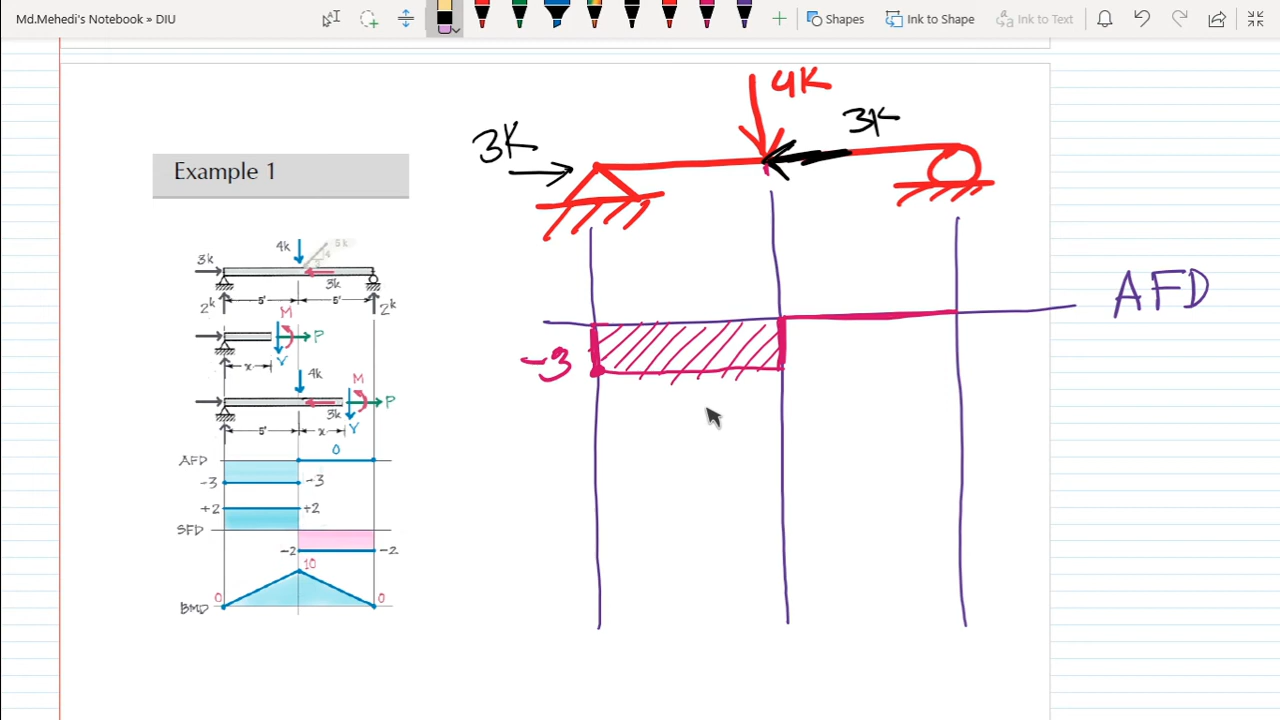 Md.Mehedi's Notebook » DIU
Shapes
Ink to Shape
Ink to Text
4K
3K
3K
Example 1
4k
5k
3k
3k
2k
5'
5'
2k
M
P
V
x
4k
M
P
3k
V
5'
x
AFD
-3
AFD
0
-3
-3
+2
+2
SFD
-2
-2
10
0
0
BMD